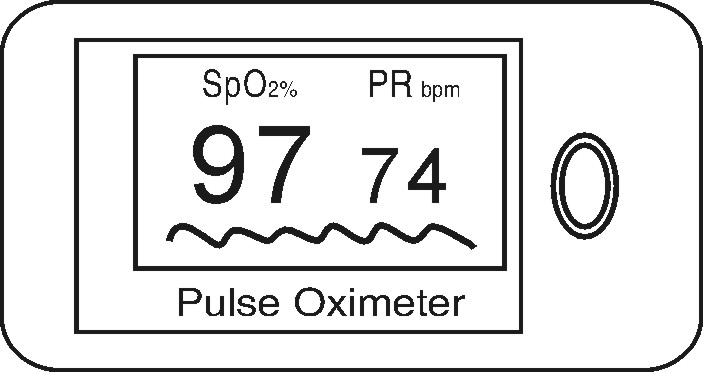 SpO2% PR bpm
97 74
Pulse Oximeter